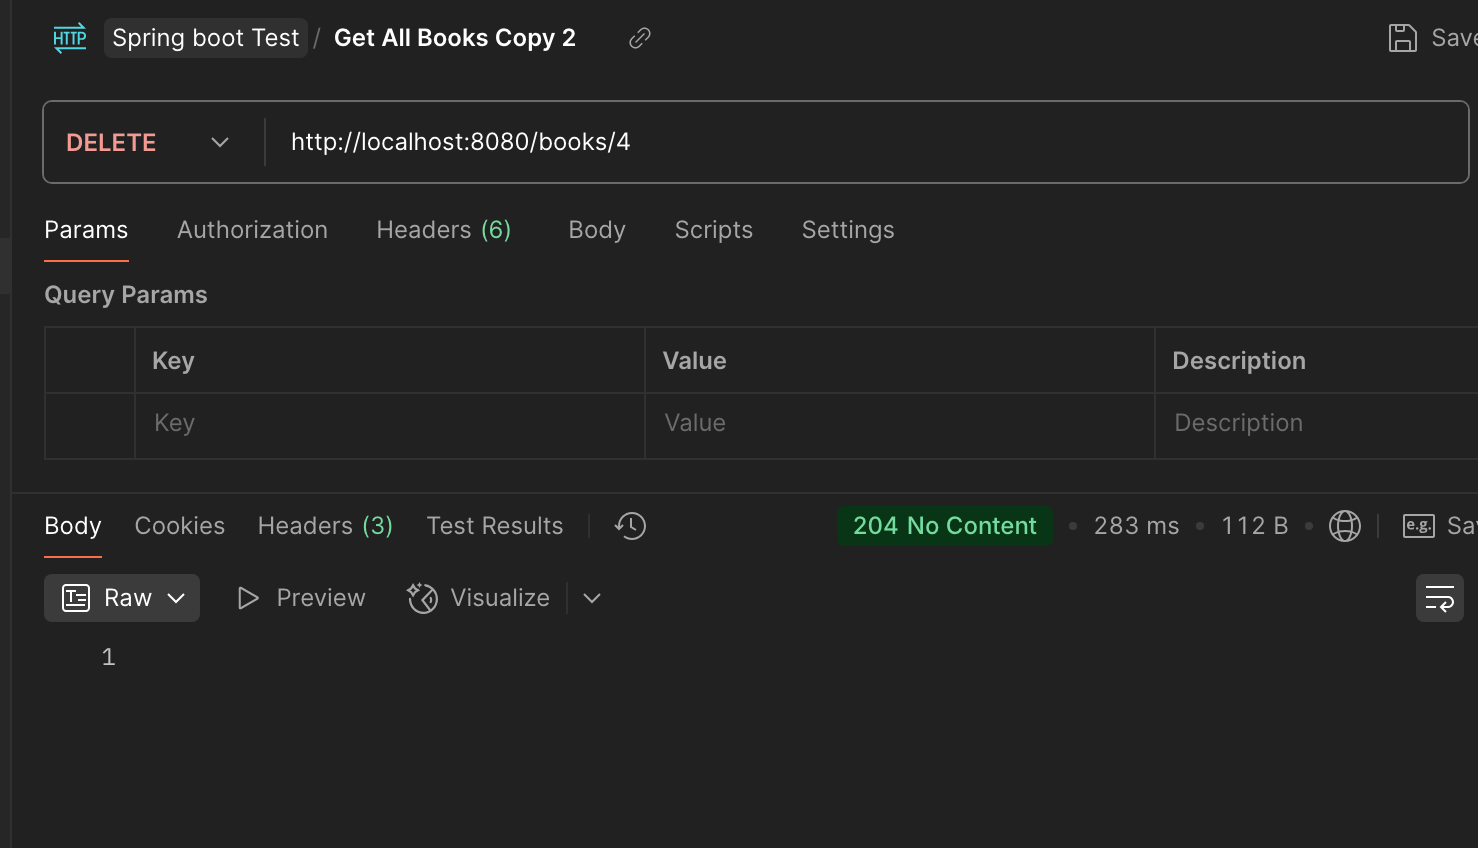 HTTP Spring boot Test / Get All Books Copy 2 Save
DELETE http://localhost:8080/books/4
Params Authorization Headers (6) Body Scripts Settings
Query Params
Key Value Description
Key Value Description
Body Cookies Headers (3) Test Results 204 No Content • 283 ms • 112 B • e.g. Sav
Raw Preview Visualize
1